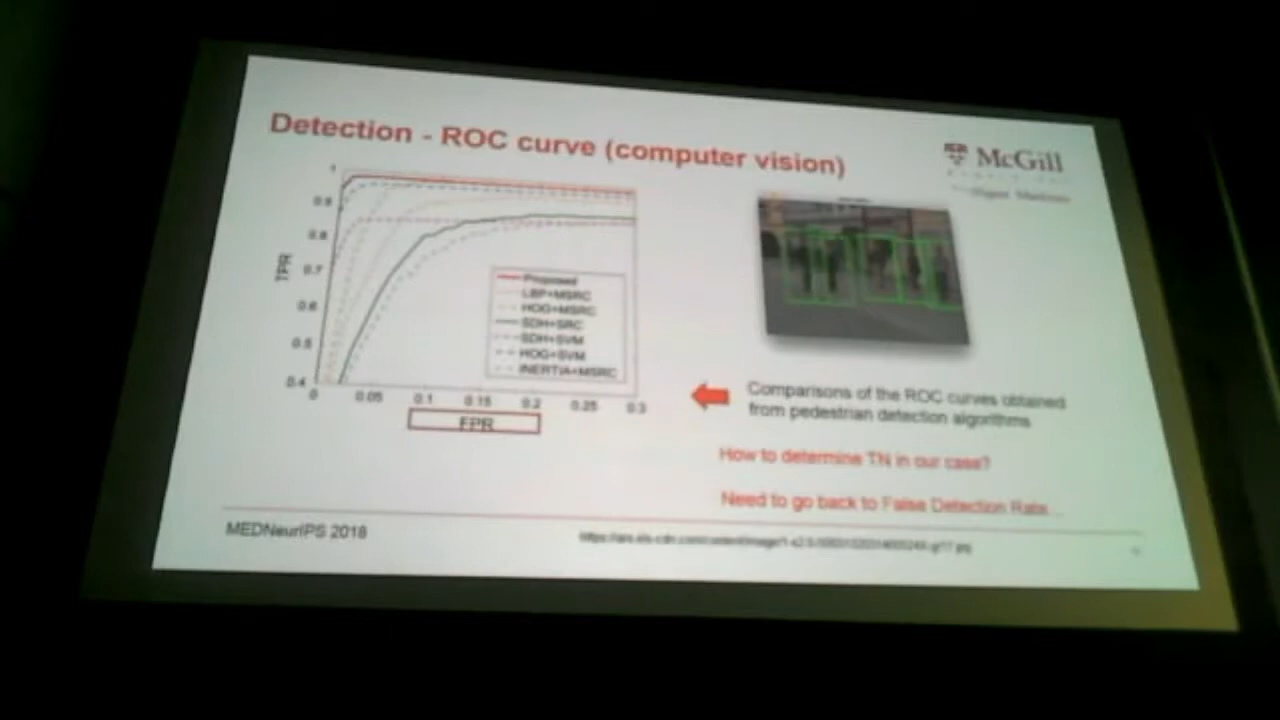 Detection - ROC curve (computer vision)
McGill
1
0.9
0.8
TPR
0.7
0.6
0.5
0.4
0
0.05
0.1
0.15
0.2
0.25
0.3
FPR
Proposed
LBP+MSRC
HOG+MSRC
SDH+SRC
SDH+SVM
HOG+SVM
INERTIA+MSRC
Comparisons of the ROC curves obtained
from pedestrian detection algorithms
How to determine TN in our case?
Need to go back to False Detection Rate...
MEDNeurIPS 2018